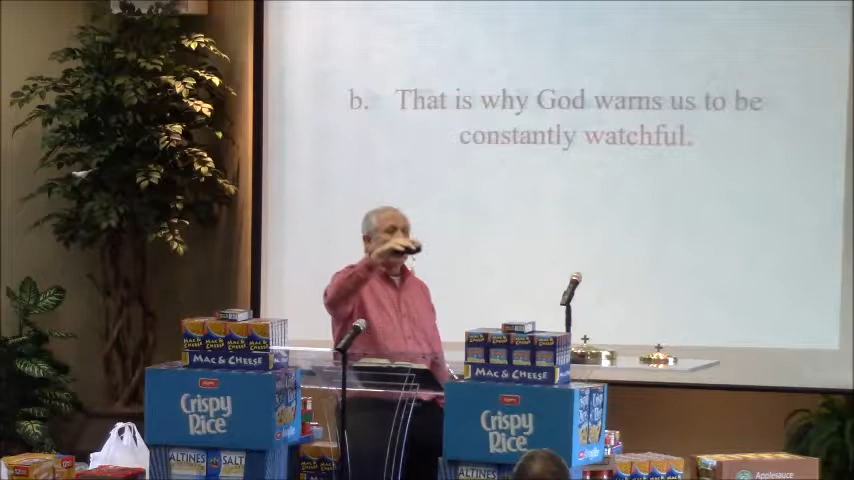 b. That is why God warns us to be
constantly watchful.
MAC & CHEESE
MAC & CHEESE
Crispy
Rice
Crispy
Rice
ALTINES
SALT
ALTINES
Applesauce